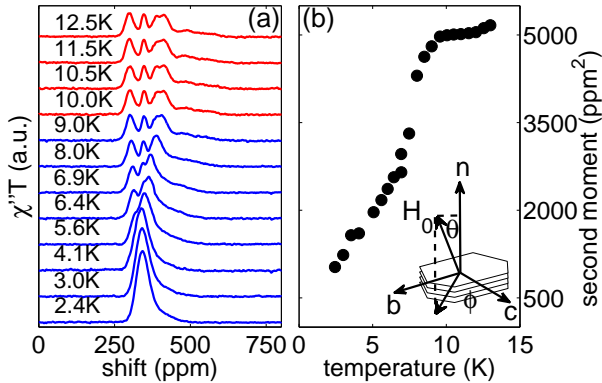 (a)
12.5K
11.5K
10.5K
10.0K
9.0K
8.0K
6.9K
6.4K
5.6K
4.1K
3.0K
2.4K
χ’’T (a.u.)
0 250 500 750
shift (ppm)
(b)
n
H0
θ
b
ϕ
c
5000
3500
2000
500
second moment (ppm²)
0 5 10 15
temperature (K)